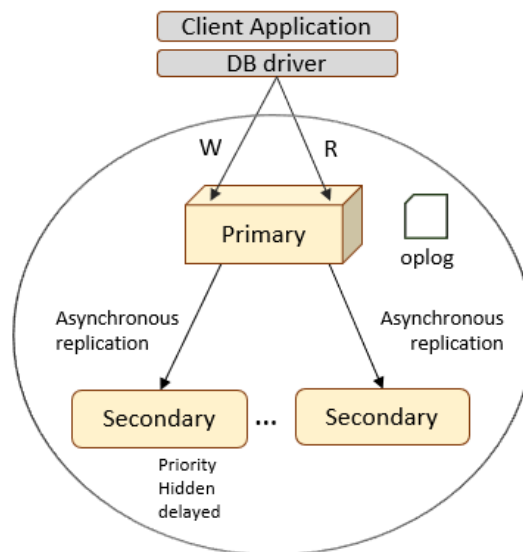 Client Application
DB driver
W
R
Primary
oplog
Asynchronous
replication
Asynchronous
replication
Secondary
...
Secondary
Priority
Hidden
delayed